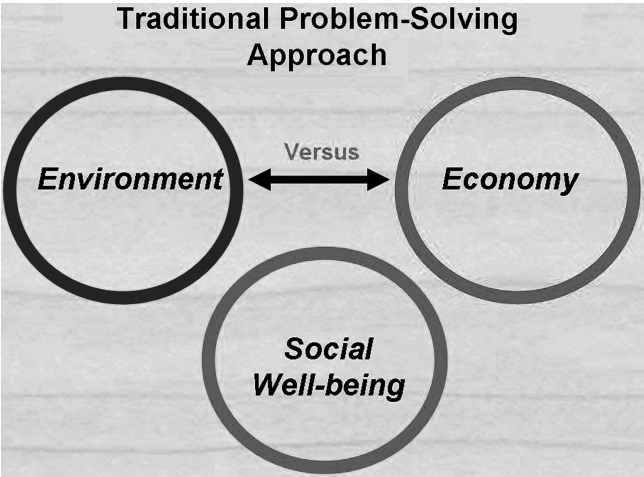 Traditional Problem-Solving
Approach
Versus
Environment
Economy
Social
Well-being